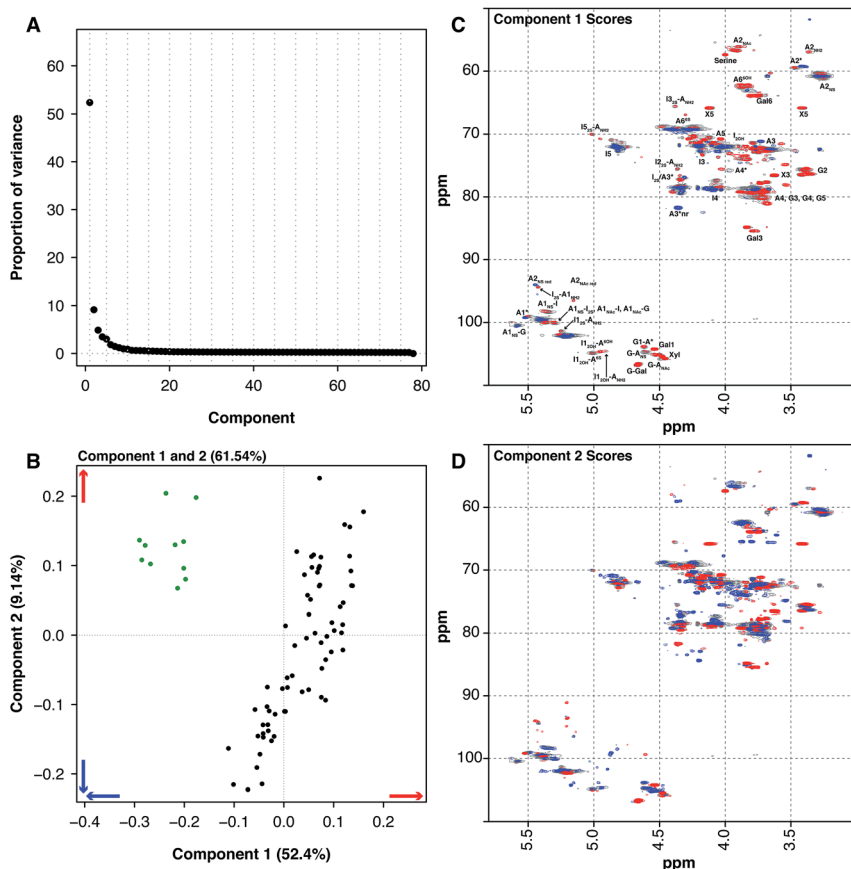 A
Proportion of variance
60
50
40
30
20
10
0
0
20
40
60
80
Component
B
Component 1 and 2 (61.54%)
Component 2 (9.14%)
0.2
0.1
0.0
−0.1
−0.2
−0.4
−0.3
−0.2
−0.1
0.0
0.1
0.2
Component 1 (52.4%)
C
Component 1 Scores
ppm
60
70
80
90
100
5.5
5.0
4.5
4.0
3.5
ppm
A2NAc
Serine
A2NH2
A2*
A2NS
A6SOH
Gal6
I32S-ANH2
X5
X5
A66S
I52S-ANH2
A5
I2OH
A3
I5
I3
I22S-ANH2
A4*
X3
G2
I2S/A3*
I4
A4, G3, G4, G5
A3*nr
Gal3
A2NS red
A2NAc red
I2S-A1NH2
A1NS-I
A1NS-I2S, A1NAc-I, A1NAc-G
A1*
I12S-ANH2
A1NS-G
I12OH-A6OH
G1-A*
Gal1
I12OH-A6S
G-ANS
Xyl
G-Gal
G-ANAc
I12OH-ANH2
D
Component 2 Scores
ppm
60
70
80
90
100
5.5
5.0
4.5
4.0
3.5
ppm